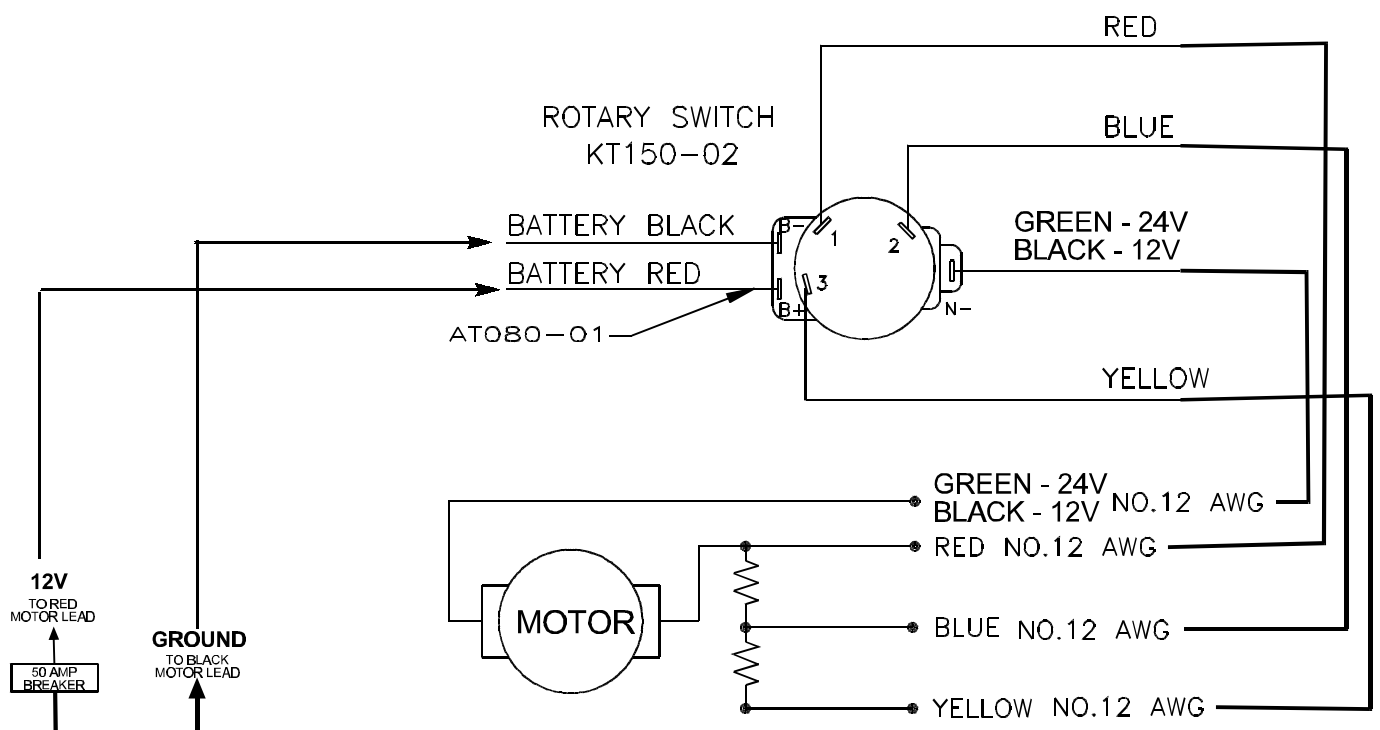 RED
ROTARY SWITCH
KT150-02
BLUE
BATTERY BLACK
B-
1
2
GREEN - 24V
BLACK - 12V
BATTERY RED
3
B+
N-
AT080-01
YELLOW
GREEN - 24V
BLACK - 12V
NO.12 AWG
RED NO.12 AWG
12V
TO RED
MOTOR LEAD
MOTOR
GROUND
TO BLACK
MOTOR LEAD
BLUE NO.12 AWG
50 AMP
BREAKER
YELLOW NO.12 AWG